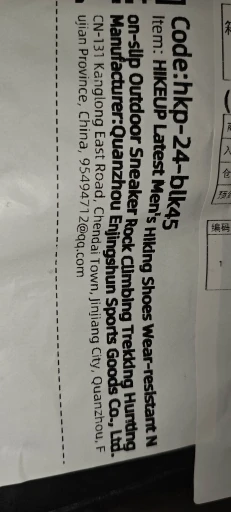 Code:hkp-24-blk45
Item: HIKEUP Latest Men's Hiking Shoes Wear-resistant N
on-slip Outdoor Sneaker Rock Climbing Trekking Hunting
Manufacturer:Quanzhou Enjingshun Sports Goods Co., Ltd.
CN-131 Kanglong East Road, Chendai Town, Jinjiang City, Quanzhou, F
ujian Province, China, 95494712@qq.com
编码
1